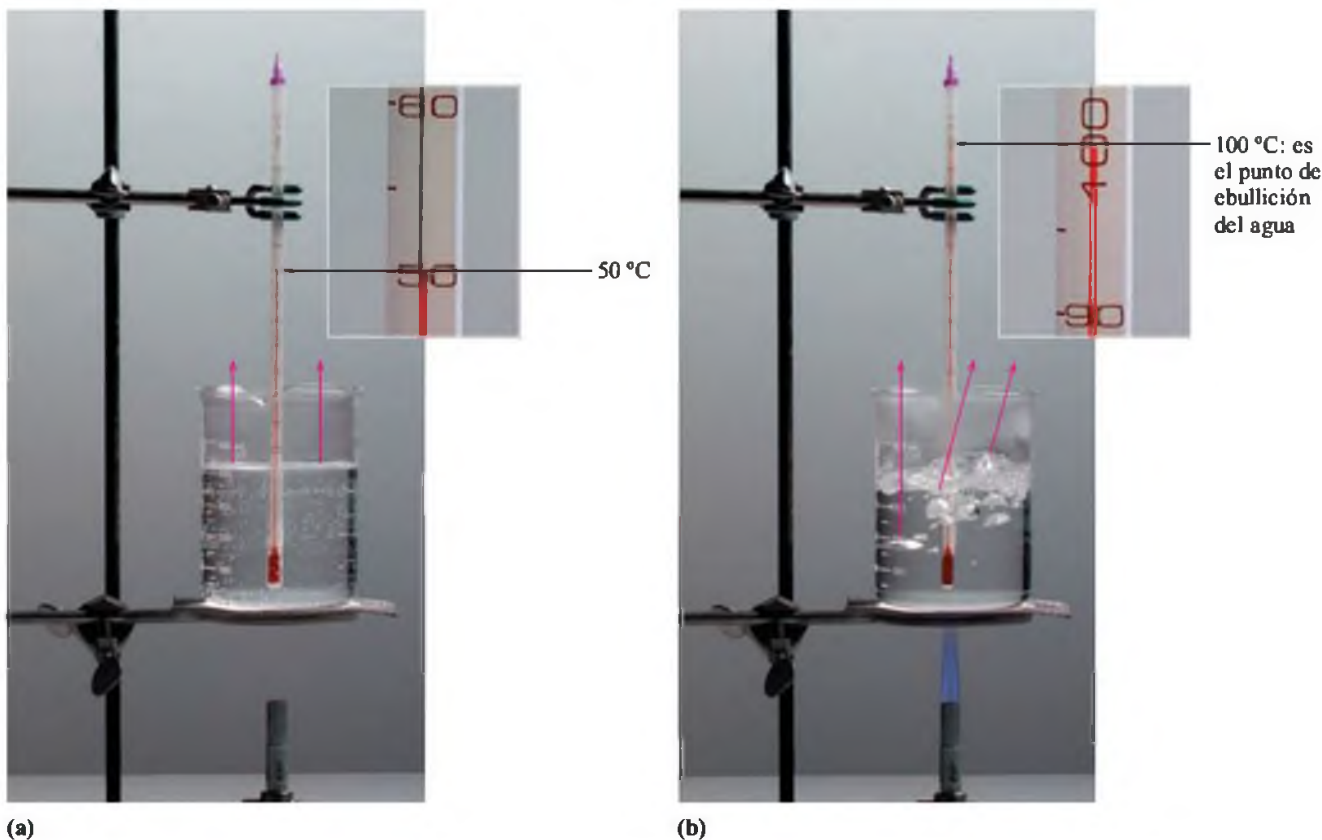 60
50
50 °C
100
90
100 °C: es
el punto de
ebullición
del agua
(a)
(b)